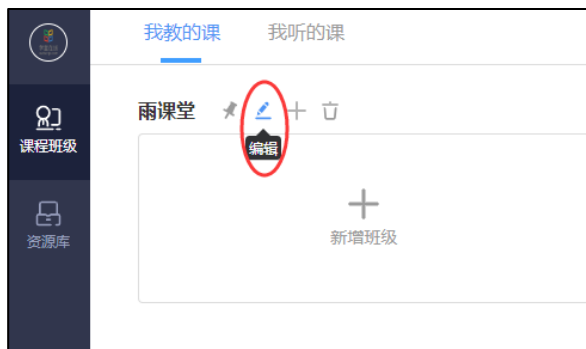 我教的课 我听的课
雨课堂
编辑
课程班级
新增班级
资源库